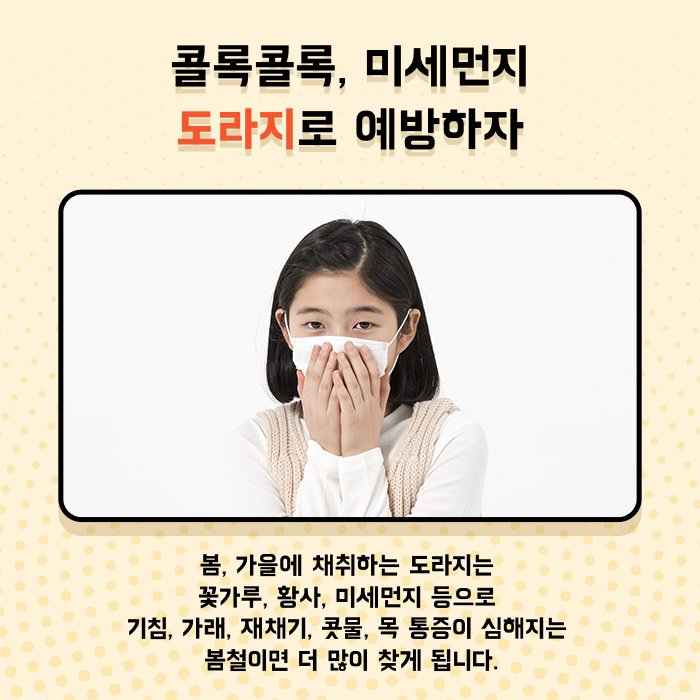 콜록콜록, 미세먼지
도라지로 예방하자
봄, 가을에 채취하는 도라지는
꽃가루, 황사, 미세먼지 등으로
기침, 가래, 재채기, 콧물, 목 통증이 심해지는
봄철이면 더 많이 찾게 됩니다.